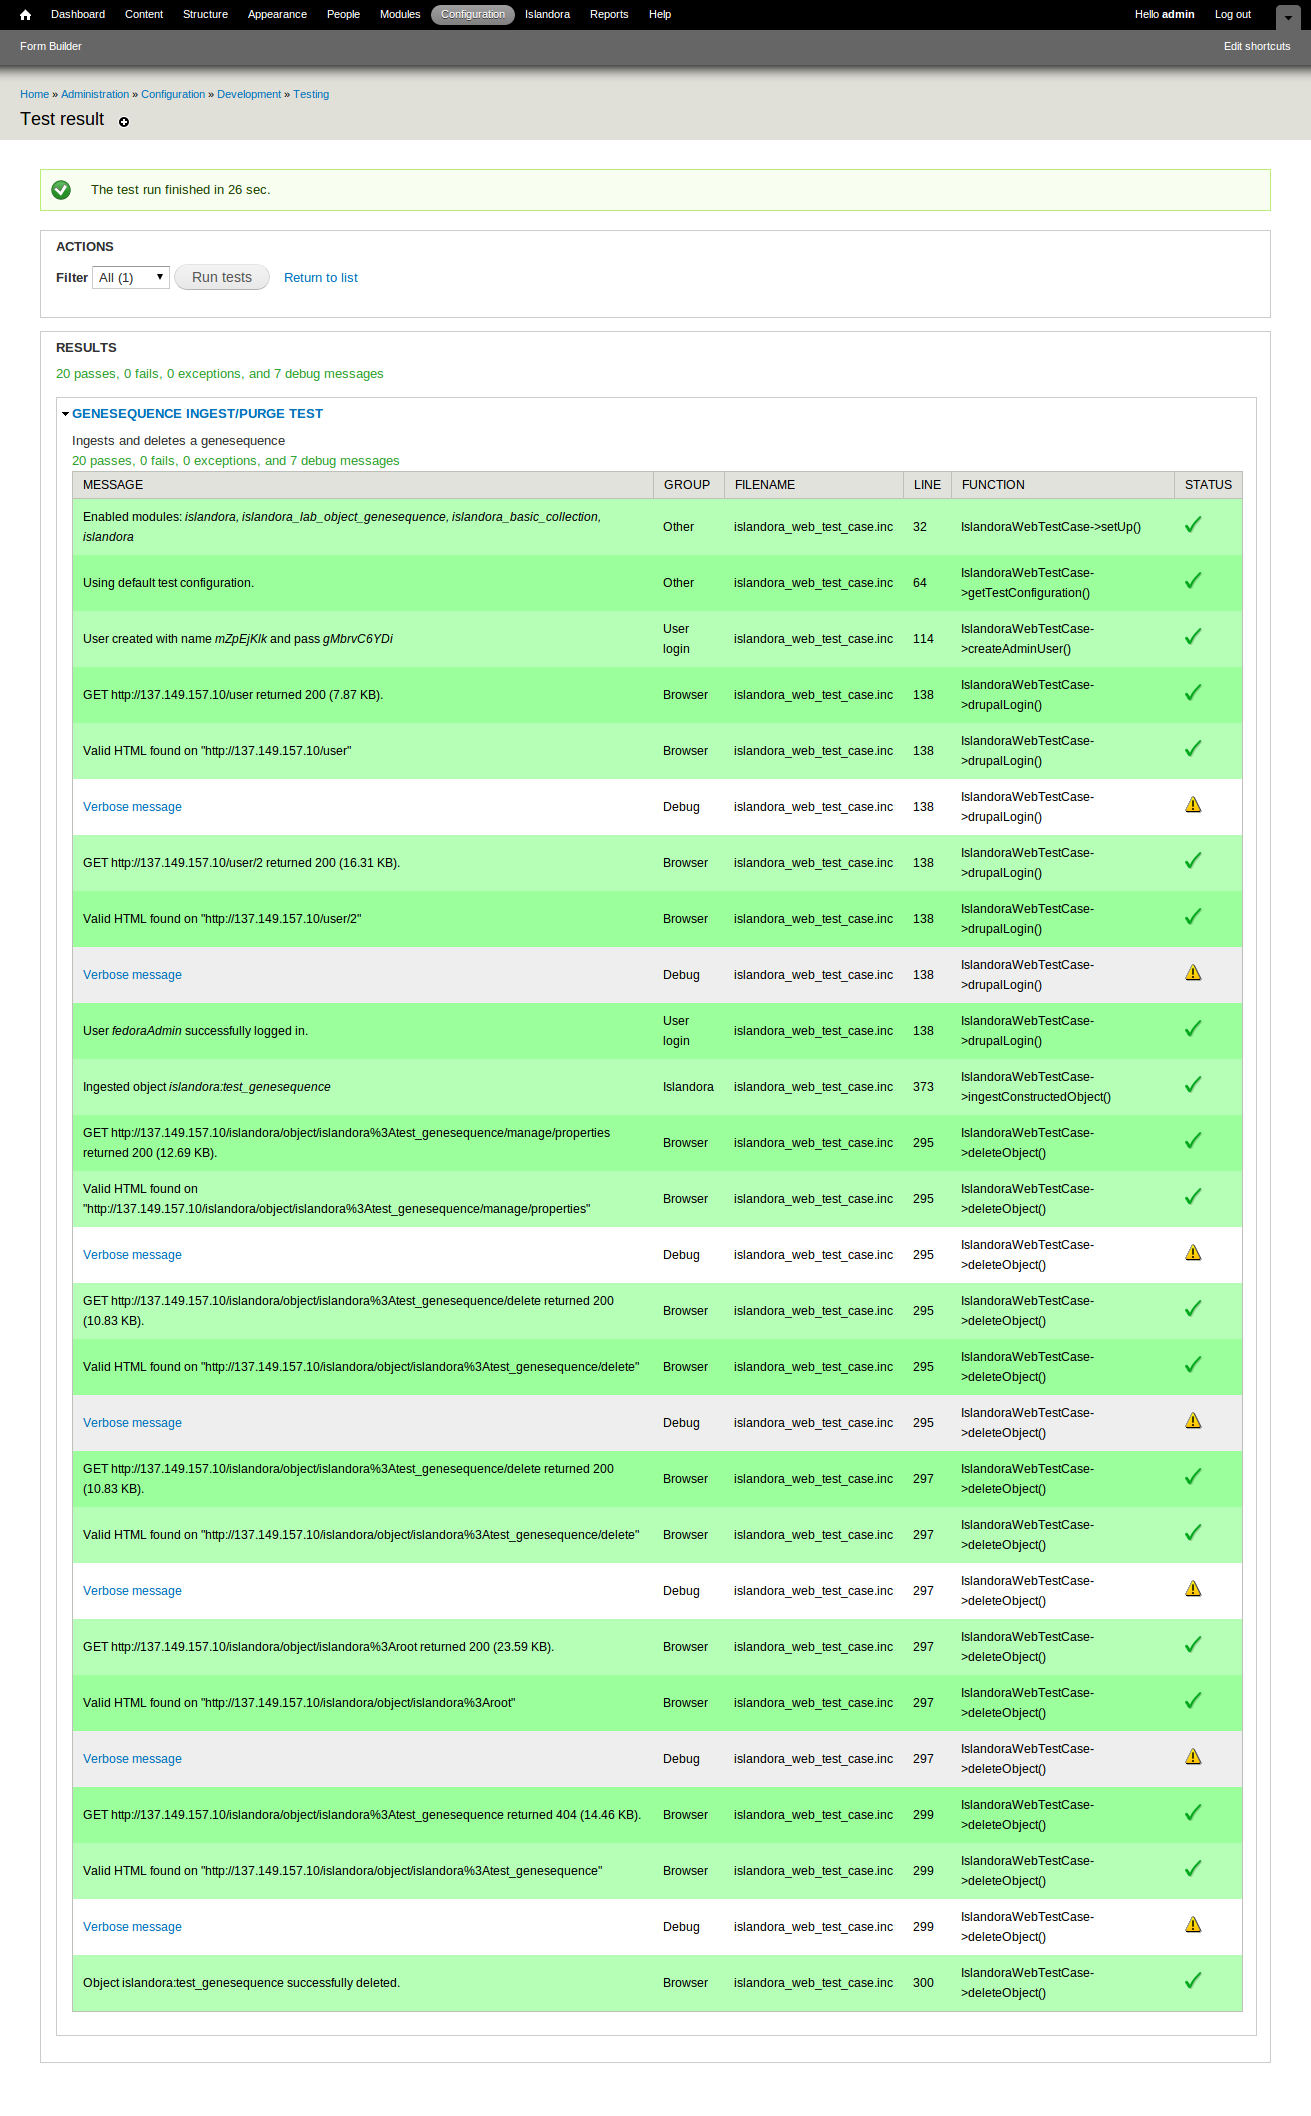 Dashboard Content Structure Appearance People Modules Configuration Islandora Reports Help Hello admin Log out
Form Builder Edit shortcuts
Home » Administration » Configuration » Development » Testing
Test result
The test run finished in 26 sec.
ACTIONS
Filter All (1) Run tests Return to list
RESULTS
20 passes, 0 fails, 0 exceptions, and 7 debug messages
GENESEQUENCE INGEST/PURGE TEST
Ingests and deletes a genesequence
20 passes, 0 fails, 0 exceptions, and 7 debug messages
MESSAGE GROUP FILENAME LINE FUNCTION STATUS
Enabled modules: islandora, islandora_lab_object_genesequence, islandora_basic_collection,
islandora
Other islandora_web_test_case.inc 32 IslandoraWebTestCase->setUp()
Using default test configuration. Other islandora_web_test_case.inc 64 IslandoraWebTestCase-
>getTestConfiguration()
User created with name mZpEjKlk and pass gMbrvC6YDi User
login islandora_web_test_case.inc 114 IslandoraWebTestCase-
>createAdminUser()
GET http://137.149.157.10/user returned 200 (7.87 KB). Browser islandora_web_test_case.inc 138 IslandoraWebTestCase-
>drupalLogin()
Valid HTML found on "http://137.149.157.10/user" Browser islandora_web_test_case.inc 138 IslandoraWebTestCase-
>drupalLogin()
Verbose message Debug islandora_web_test_case.inc 138 IslandoraWebTestCase-
>drupalLogin()
GET http://137.149.157.10/user/2 returned 200 (16.31 KB). Browser islandora_web_test_case.inc 138 IslandoraWebTestCase-
>drupalLogin()
Valid HTML found on "http://137.149.157.10/user/2" Browser islandora_web_test_case.inc 138 IslandoraWebTestCase-
>drupalLogin()
Verbose message Debug islandora_web_test_case.inc 138 IslandoraWebTestCase-
>drupalLogin()
User fedoraAdmin successfully logged in. User
login islandora_web_test_case.inc 138 IslandoraWebTestCase-
>drupalLogin()
Ingested object islandora:test_genesequence Islandora islandora_web_test_case.inc 373 IslandoraWebTestCase-
>ingestConstructedObject()
GET http://137.149.157.10/islandora/object/islandora%3Atest_genesequence/manage/properties
returned 200 (12.69 KB). Browser islandora_web_test_case.inc 295 IslandoraWebTestCase-
>deleteObject()
Valid HTML found on
"http://137.149.157.10/islandora/object/islandora%3Atest_genesequence/manage/properties" Browser islandora_web_test_case.inc 295 IslandoraWebTestCase-
>deleteObject()
Verbose message Debug islandora_web_test_case.inc 295 IslandoraWebTestCase-
>deleteObject()
GET http://137.149.157.10/islandora/object/islandora%3Atest_genesequence/delete returned 200
(10.83 KB). Browser islandora_web_test_case.inc 295 IslandoraWebTestCase-
>deleteObject()
Valid HTML found on "http://137.149.157.10/islandora/object/islandora%3Atest_genesequence/delete" Browser islandora_web_test_case.inc 295 IslandoraWebTestCase-
>deleteObject()
Verbose message Debug islandora_web_test_case.inc 295 IslandoraWebTestCase-
>deleteObject()
GET http://137.149.157.10/islandora/object/islandora%3Atest_genesequence/delete returned 200
(10.83 KB). Browser islandora_web_test_case.inc 297 IslandoraWebTestCase-
>deleteObject()
Valid HTML found on "http://137.149.157.10/islandora/object/islandora%3Atest_genesequence/delete" Browser islandora_web_test_case.inc 297 IslandoraWebTestCase-
>deleteObject()
Verbose message Debug islandora_web_test_case.inc 297 IslandoraWebTestCase-
>deleteObject()
GET http://137.149.157.10/islandora/object/islandora%3Aroot returned 200 (23.59 KB). Browser islandora_web_test_case.inc 297 IslandoraWebTestCase-
>deleteObject()
Valid HTML found on "http://137.149.157.10/islandora/object/islandora%3Aroot" Browser islandora_web_test_case.inc 297 IslandoraWebTestCase-
>deleteObject()
Verbose message Debug islandora_web_test_case.inc 297 IslandoraWebTestCase-
>deleteObject()
GET http://137.149.157.10/islandora/object/islandora%3Atest_genesequence returned 404 (14.46 KB). Browser islandora_web_test_case.inc 299 IslandoraWebTestCase-
>deleteObject()
Valid HTML found on "http://137.149.157.10/islandora/object/islandora%3Atest_genesequence" Browser islandora_web_test_case.inc 299 IslandoraWebTestCase-
>deleteObject()
Verbose message Debug islandora_web_test_case.inc 299 IslandoraWebTestCase-
>deleteObject()
Object islandora:test_genesequence successfully deleted. Browser islandora_web_test_case.inc 300 IslandoraWebTestCase-
>deleteObject()